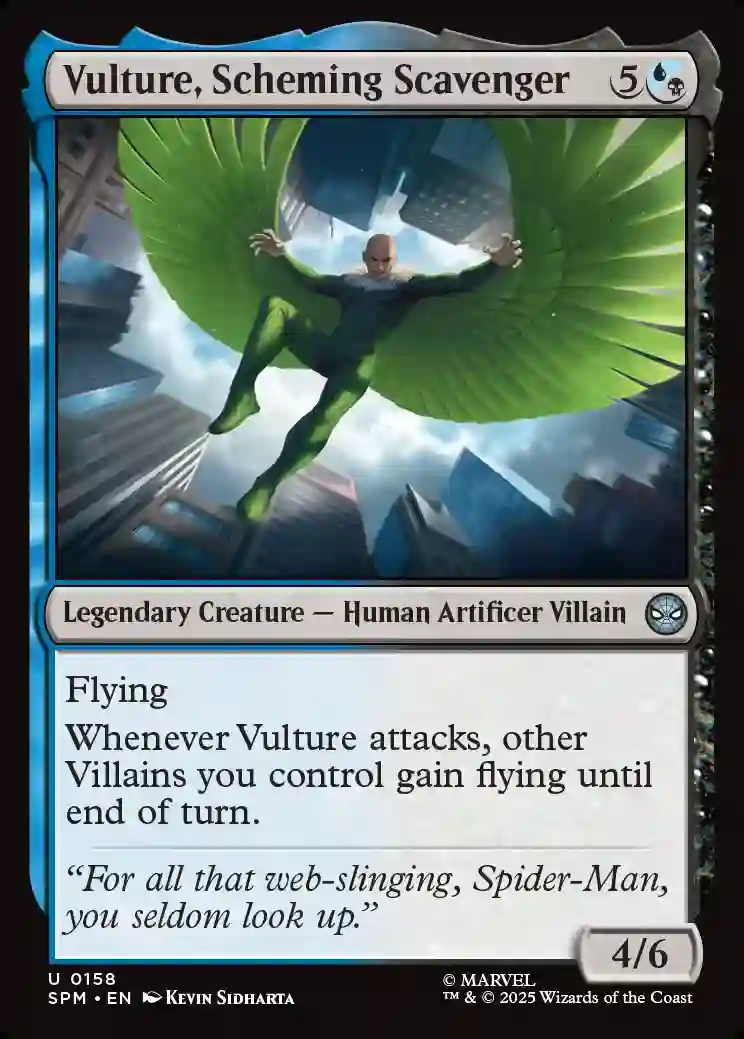 Vulture, Scheming Scavenger 5
Legendary Creature — Human Artificer Villain
Flying
Whenever Vulture attacks, other
Villains you control gain flying until
end of turn.
“For all that web-slinging, Spider-Man,
you seldom look up.”
4/6
U 0158
SPM • EN Kevin Sidharta
© MARVEL
™ & © 2025 Wizards of the Coast